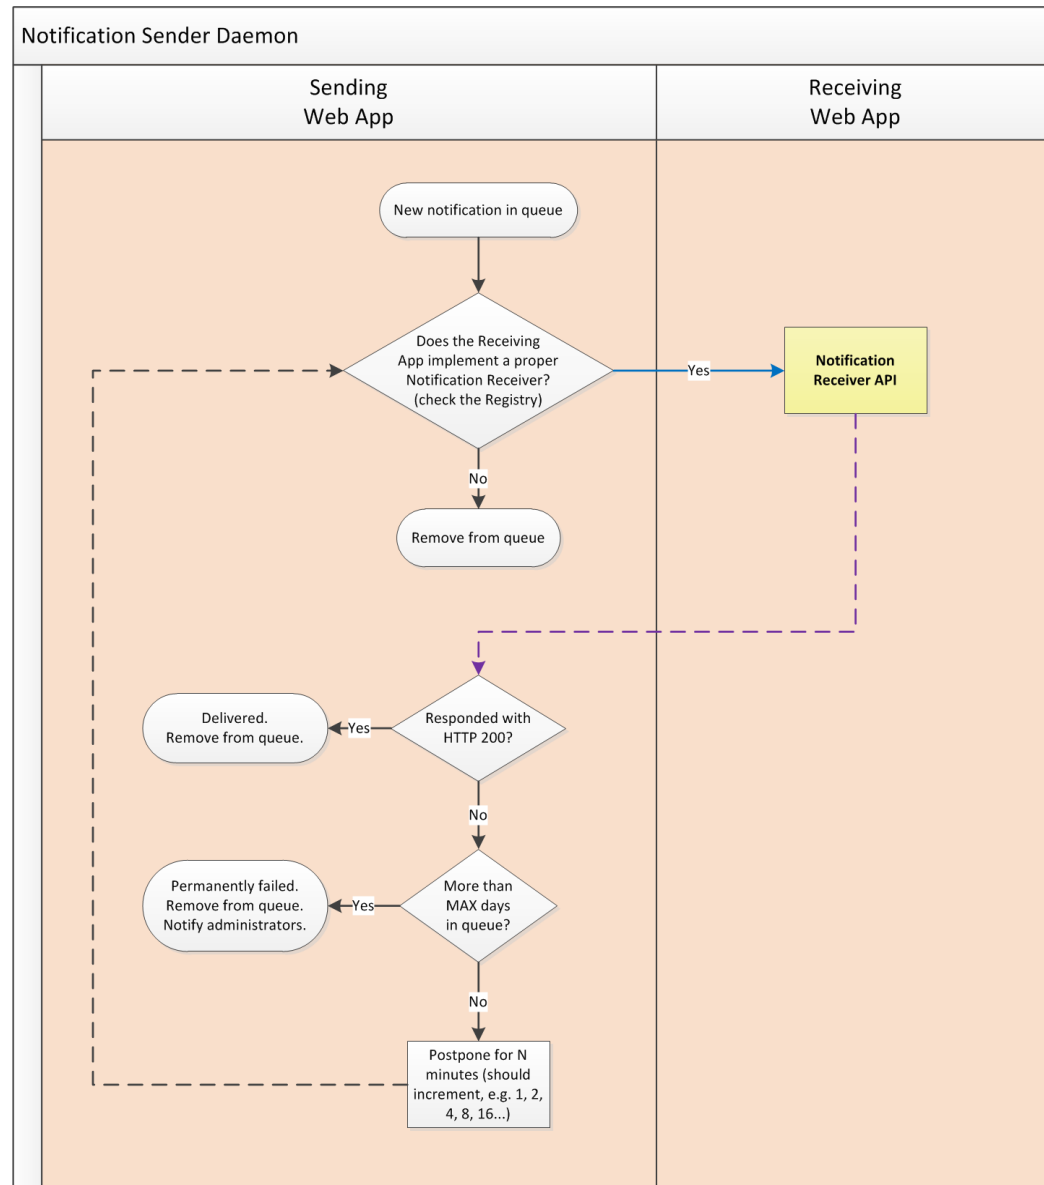 Notification Sender Daemon
Sending
Web App
Receiving
Web App
New notification in queue
Does the Receiving
App implement a proper
Notification Receiver?
(check the Registry)
Yes
Notification
Receiver API
No
Remove from queue
Responded with
HTTP 200?
Yes
Delivered.
Remove from queue.
No
More than
MAX days
in queue?
Yes
Permanently failed.
Remove from queue.
Notify administrators.
No
Postpone for N
minutes (should
increment, e.g. 1, 2,
4, 8, 16...)